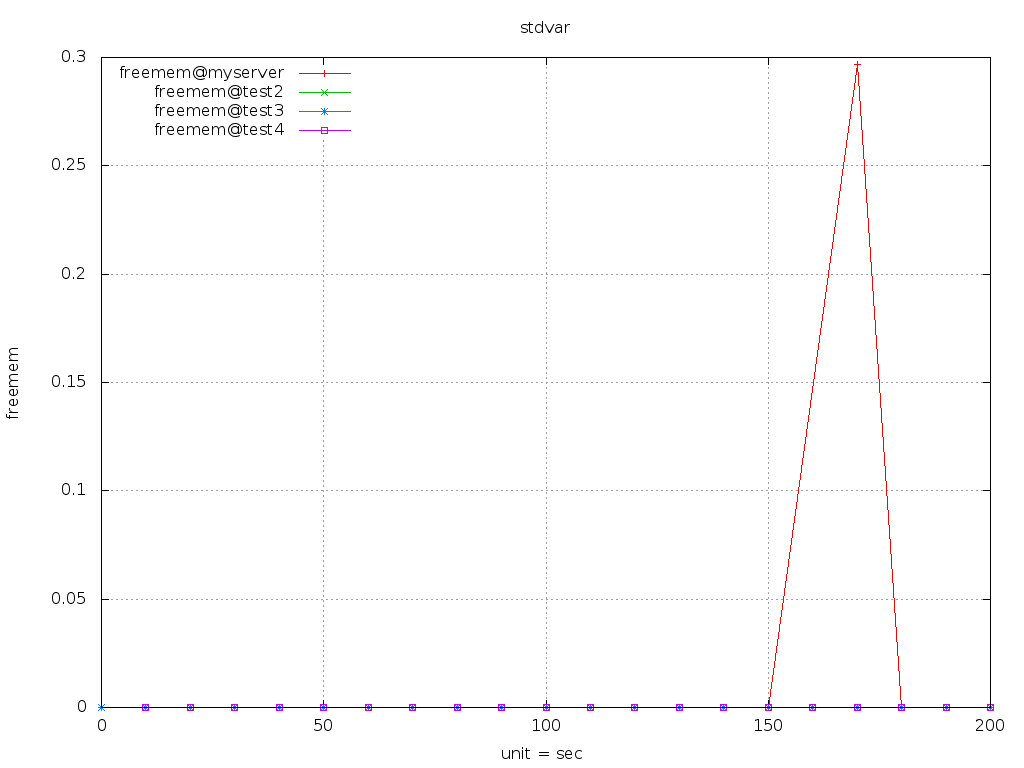 stdvar
freemem@myserver
freemem@test2
freemem@test3
freemem@test4
0.3
0.25
0.2
0.15
0.1
0.05
0
freemem
0 50 100 150 200
unit = sec